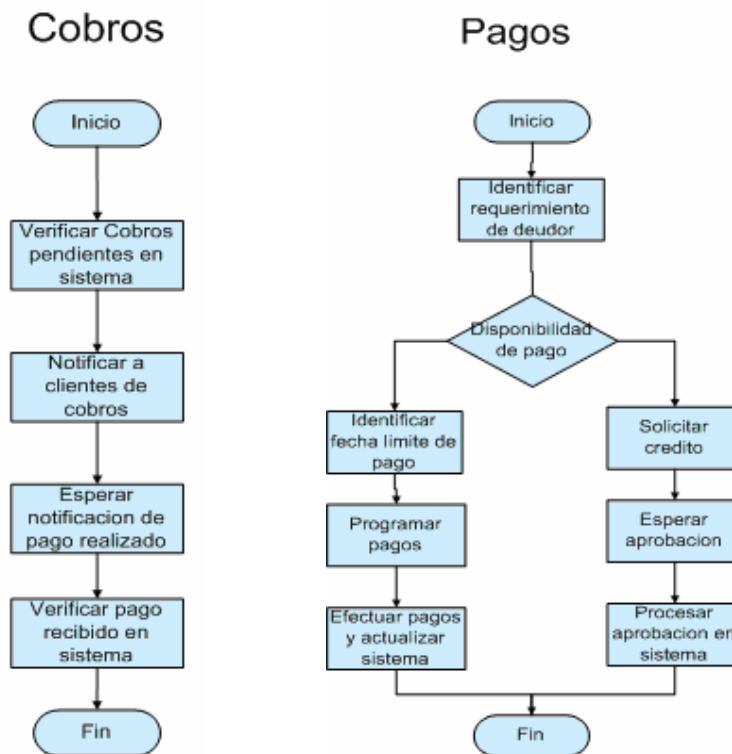 Cobros
Inicio
Verificar Cobros
pendientes en
sistema
Notificar a
clientes de
cobros
Esperar
notificacion de
pago realizado
Verificar pago
recibido en
sistema
Fin
Pagos
Inicio
Identificar
requerimiento
de deudor
Disponibilidad
de pago
Identificar
fecha limite de
pago
Programar
pagos
Efectuar pagos
y actualizar
sistema
Solicitar
credito
Esperar
aprobacion
Procesar
aprobacion en
sistema
Fin